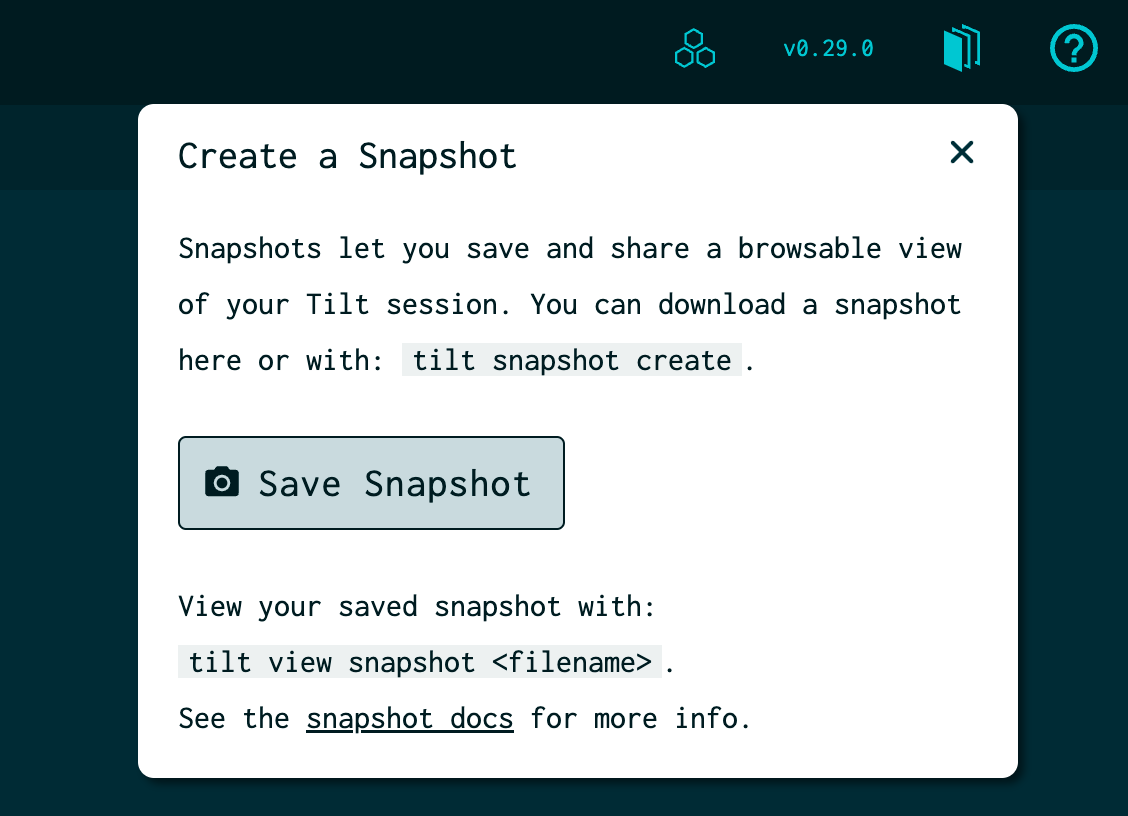 v0.29.0
Create a Snapshot
Snapshots let you save and share a browsable view
of your Tilt session. You can download a snapshot
here or with: tilt snapshot create.
Save Snapshot
View your saved snapshot with:
tilt view snapshot <filename>.
See the snapshot docs for more info.